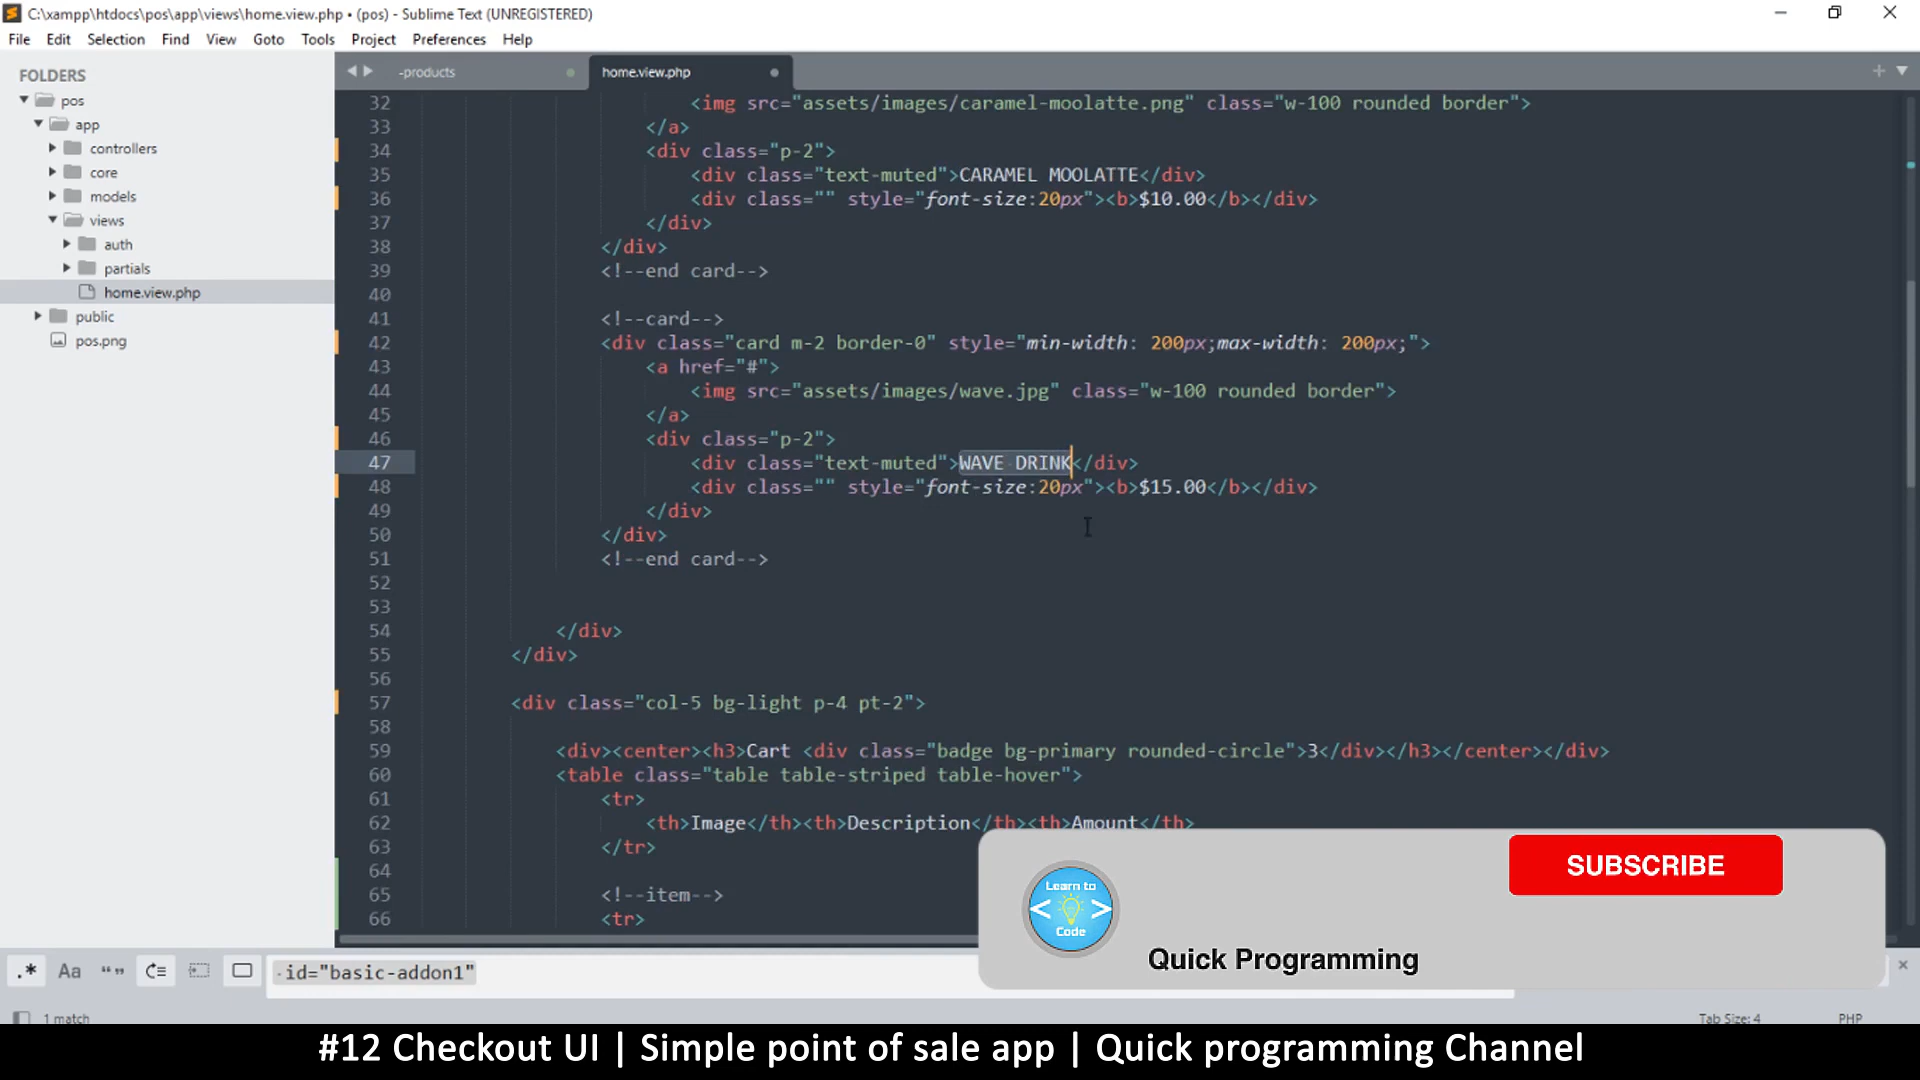 C:\xampp\htdocs\pos\app\views\home.view.php • (pos) - Sublime Text (UNREGISTERED)
File Edit Selection Find View Goto Tools Project Preferences Help
FOLDERS
pos
app
controllers
core
models
views
auth
partials
home.view.php
public
pos.png
-products
home.view.php
32 <img src="assets/images/caramel-moolatte.png" class="w-100 rounded border">
33 </a>
34 <div class="p-2">
35 <div class="text-muted">CARAMEL MOOLATTE</div>
36 <div class="" style="font-size:20px"><b>$10.00</b></div>
37 </div>
38 </div>
39 <!--end card-->
40
41 <!--card-->
42 <div class="card m-2 border-0" style="min-width: 200px;max-width: 200px;">
43 <a href="#">
44 <img src="assets/images/wave.jpg" class="w-100 rounded border">
45 </a>
46 <div class="p-2">
47 <div class="text-muted">WAVE DRINK</div>
48 <div class="" style="font-size:20px"><b>$15.00</b></div>
49 </div>
50 </div>
51 <!--end card-->
52
53
54 </div>
55 </div>
56
57 <div class="col-5 bg-light p-4 pt-2">
58
59 <div><center><h3>Cart <div class="badge bg-primary rounded-circle">3</div></h3></center></div>
60 <table class="table table-striped table-hover">
61 <tr>
62 <th>Image</th><th>Description</th><th>Amount</th>
63 </tr>
64
65 <!--item-->
66 <tr>
SUBSCRIBE
Learn to
< >
Code
Quick Programming
.* Aa “” id="basic-addon1"
1 match
Tab Size: 4 PHP
#12 Checkout UI | Simple point of sale app | Quick programming Channel